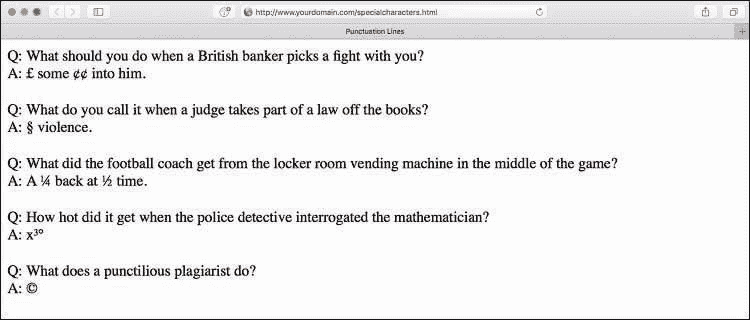 http://www.yourdomain.com/specialcharacters.html
Punctuation Lines
Q: What should you do when a British banker picks a fight with you?
A: £ some ¢¢ into him.
Q: What do you call it when a judge takes part of a law off the books?
A: § violence.
Q: What did the football coach get from the locker room vending machine in the middle of the game?
A: A ¼ back at ½ time.
Q: How hot did it get when the police detective interrogated the mathematician?
A: x³°
Q: What does a punctilious plagiarist do?
A: ©